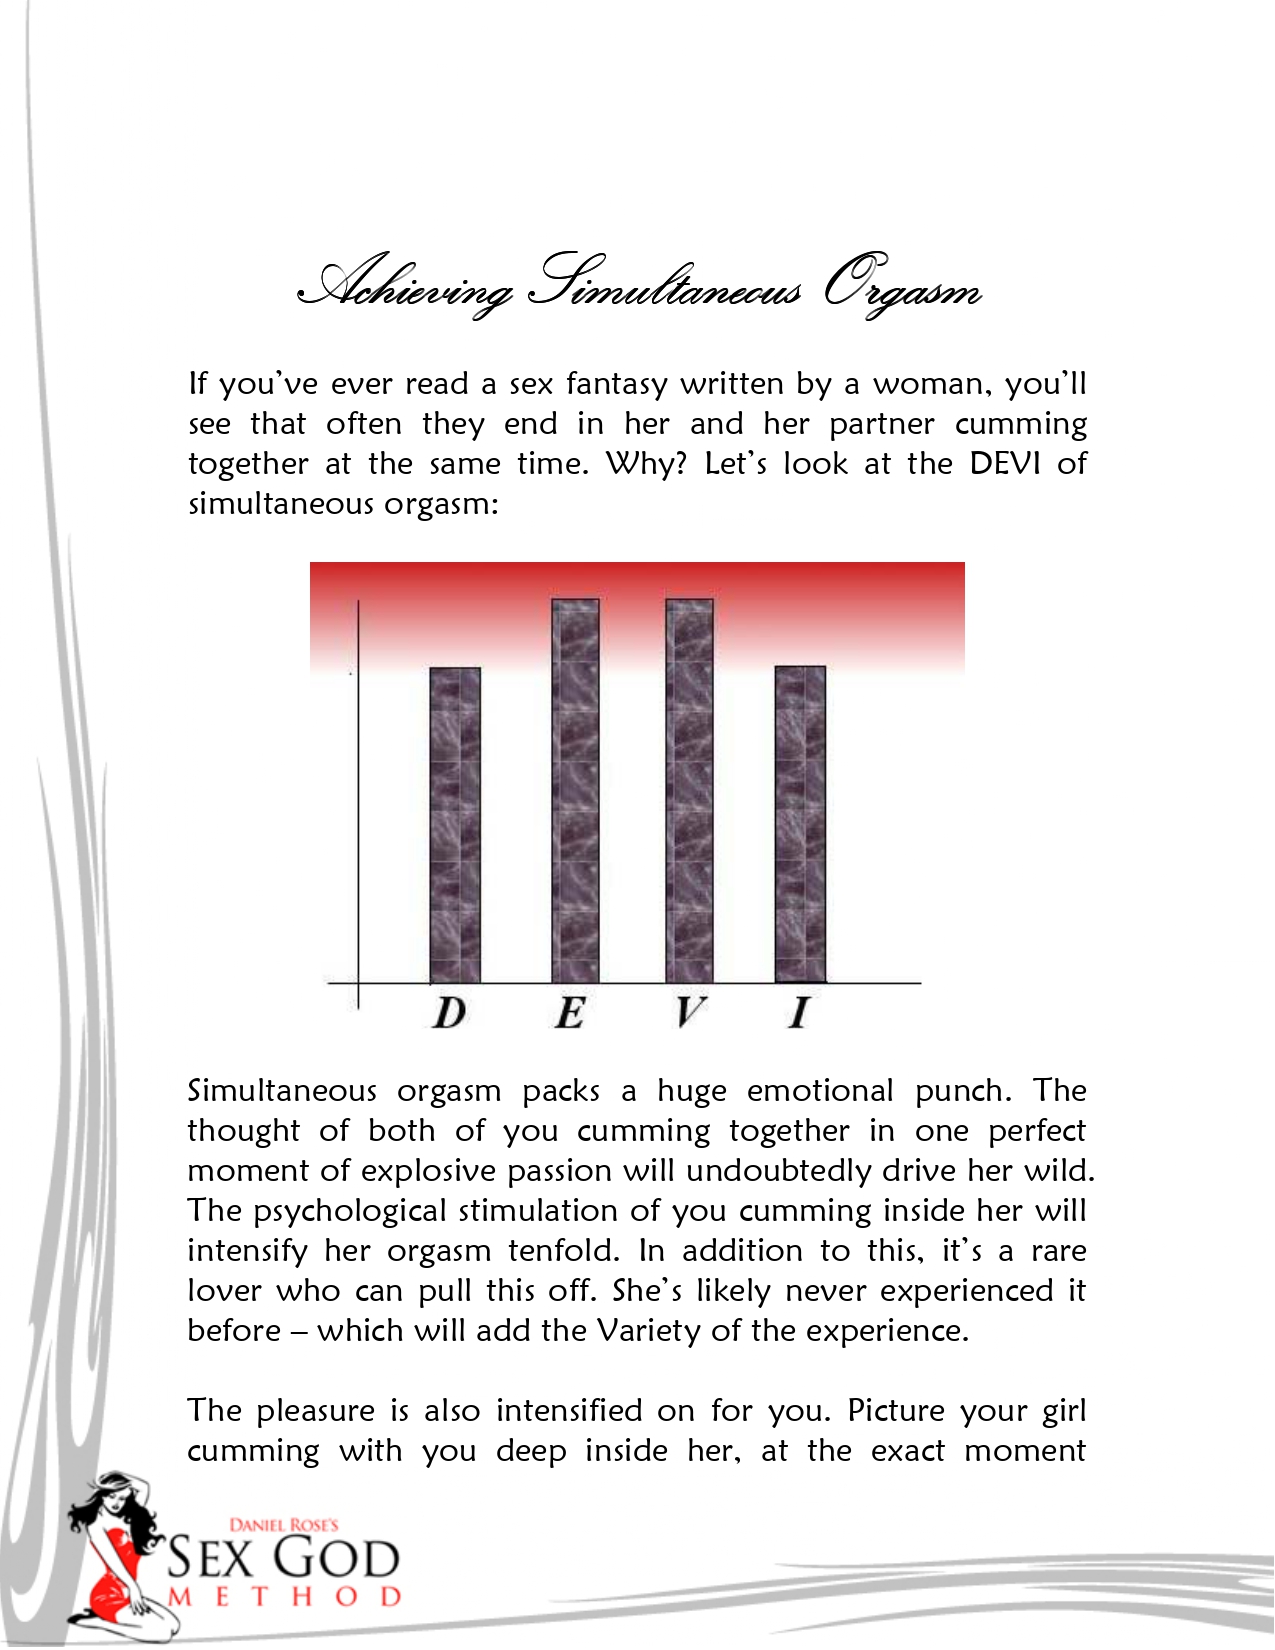 Achieving Simultaneous Orgasm
If you've ever read a sex fantasy written by a woman, you'll
see that often they end in her and her partner cumming
together at the same time. Why? Let's look at the DEVI of
simultaneous orgasm:
D E V I
Simultaneous orgasm packs a huge emotional punch. The
thought of both of you cumming together in one perfect
moment of explosive passion will undoubtedly drive her wild.
The psychological stimulation of you cumming inside her will
intensify her orgasm tenfold. In addition to this, it's a rare
lover who can pull this off. She's likely never experienced it
before – which will add the Variety of the experience.
The pleasure is also intensified on for you. Picture your girl
cumming with you deep inside her, at the exact moment
DANIEL ROSE'S
SEX GOD
METHOD